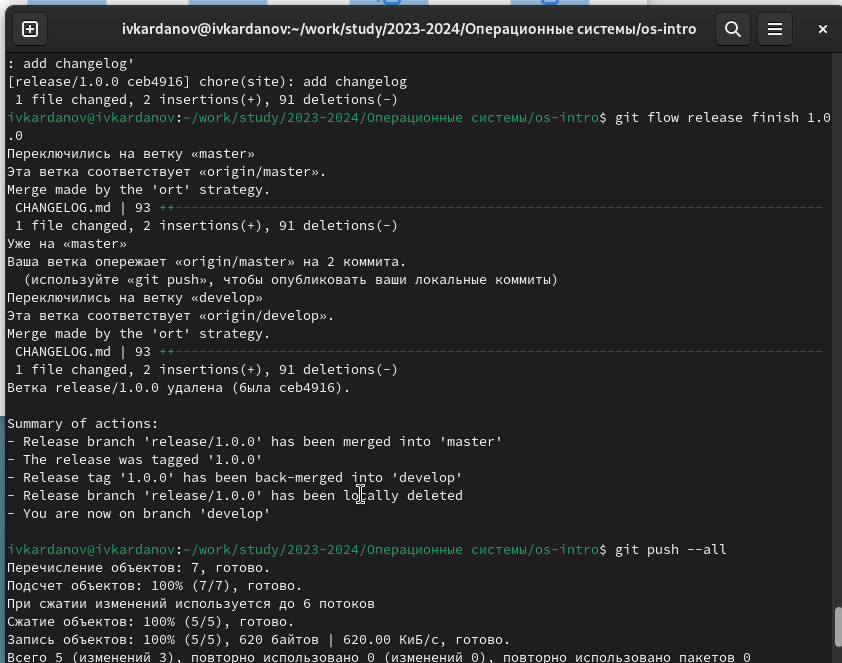 ivkardanov@ivkardanov:~/work/study/2023-2024/Операционные системы/os-intro
: add changelog'
[release/1.0.0 ceb4916] chore(site): add changelog
 1 file changed, 2 insertions(+), 91 deletions(-)
ivkardanov@ivkardanov:~/work/study/2023-2024/Операционные системы/os-intro$ git flow release finish 1.0
.0
Переключились на ветку «master»
Эта ветка соответствует «origin/master».
Merge made by the 'ort' strategy.
 CHANGELOG.md | 93 ++-------------------------------------------------------------------------------
 1 file changed, 2 insertions(+), 91 deletions(-)
Уже на «master»
Ваша ветка опережает «origin/master» на 2 коммита.
  (используйте «git push», чтобы опубликовать ваши локальные коммиты)
Переключились на ветку «develop»
Эта ветка соответствует «origin/develop».
Merge made by the 'ort' strategy.
 CHANGELOG.md | 93 ++-------------------------------------------------------------------------------
 1 file changed, 2 insertions(+), 91 deletions(-)
Ветка release/1.0.0 удалена (была ceb4916).
Summary of actions:
- Release branch 'release/1.0.0' has been merged into 'master'
- The release was tagged '1.0.0'
- Release tag '1.0.0' has been back-merged into 'develop'
- Release branch 'release/1.0.0' has been locally deleted
- You are now on branch 'develop'
ivkardanov@ivkardanov:~/work/study/2023-2024/Операционные системы/os-intro$ git push --all
Перечисление объектов: 7, готово.
Подсчет объектов: 100% (7/7), готово.
При сжатии изменений используется до 6 потоков
Сжатие объектов: 100% (5/5), готово.
Запись объектов: 100% (5/5), 620 байтов | 620.00 КиБ/с, готово.
Всего 5 (изменений 3), повторно использовано 0 (изменений 0), повторно использовано пакетов 0